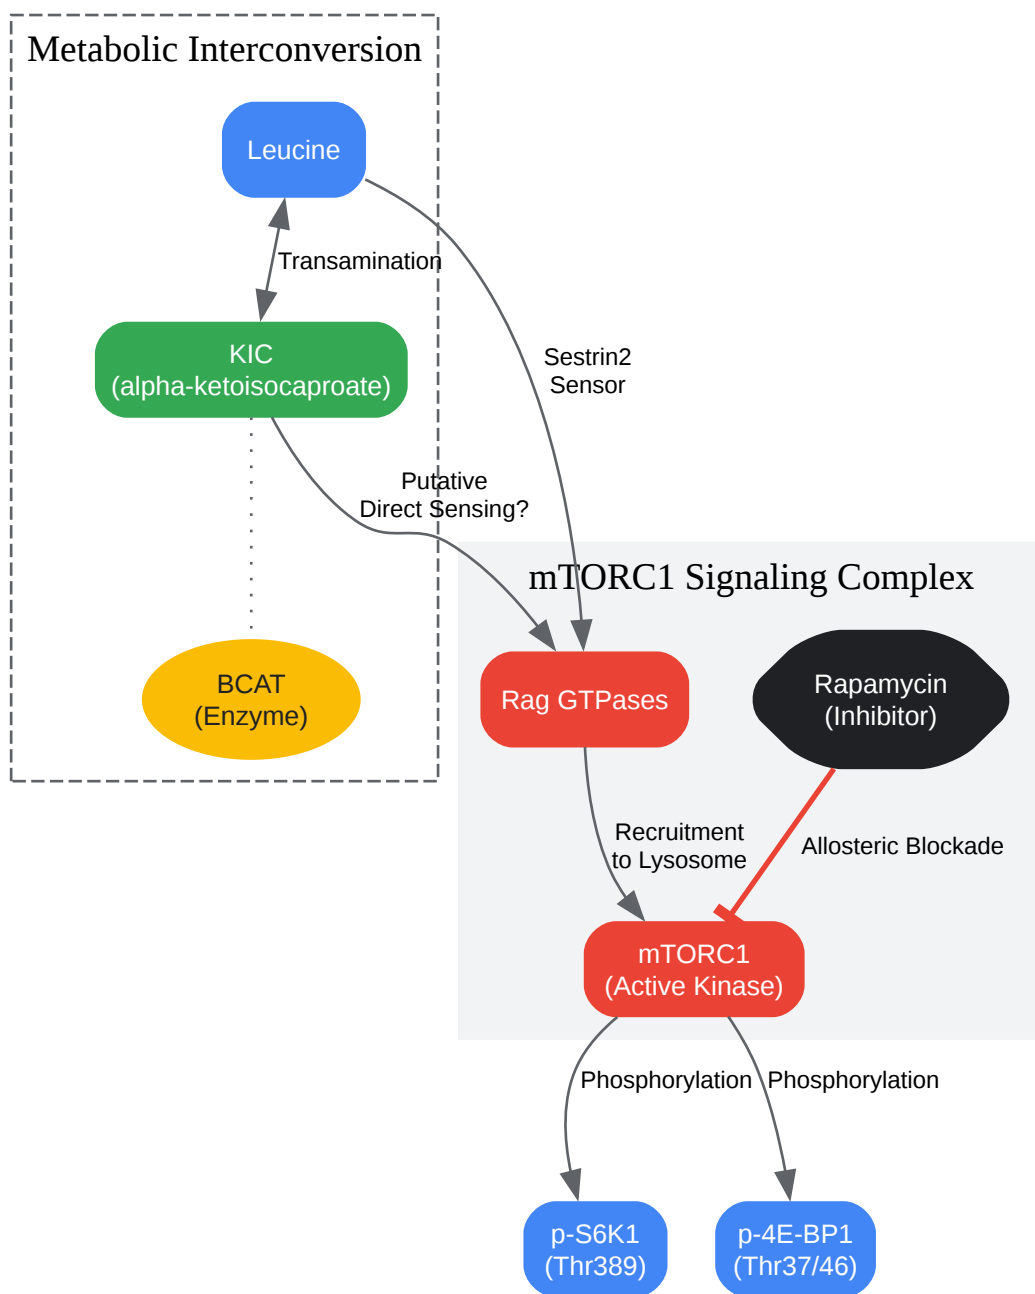 Metabolic Interconversion
Leucine
Transamination
KIC
(alpha-ketoisocaproate)
Sestrin2
Sensor
Putative
Direct Sensing?
mTORC1 Signaling Complex
BCAT
(Enzyme)
Rag GTPases
Rapamycin
(Inhibitor)
Recruitment
to Lysosome
Allosteric Blockade
mTORC1
(Active Kinase)
Phosphorylation
Phosphorylation
p-S6K1
(Thr389)
p-4E-BP1
(Thr37/46)